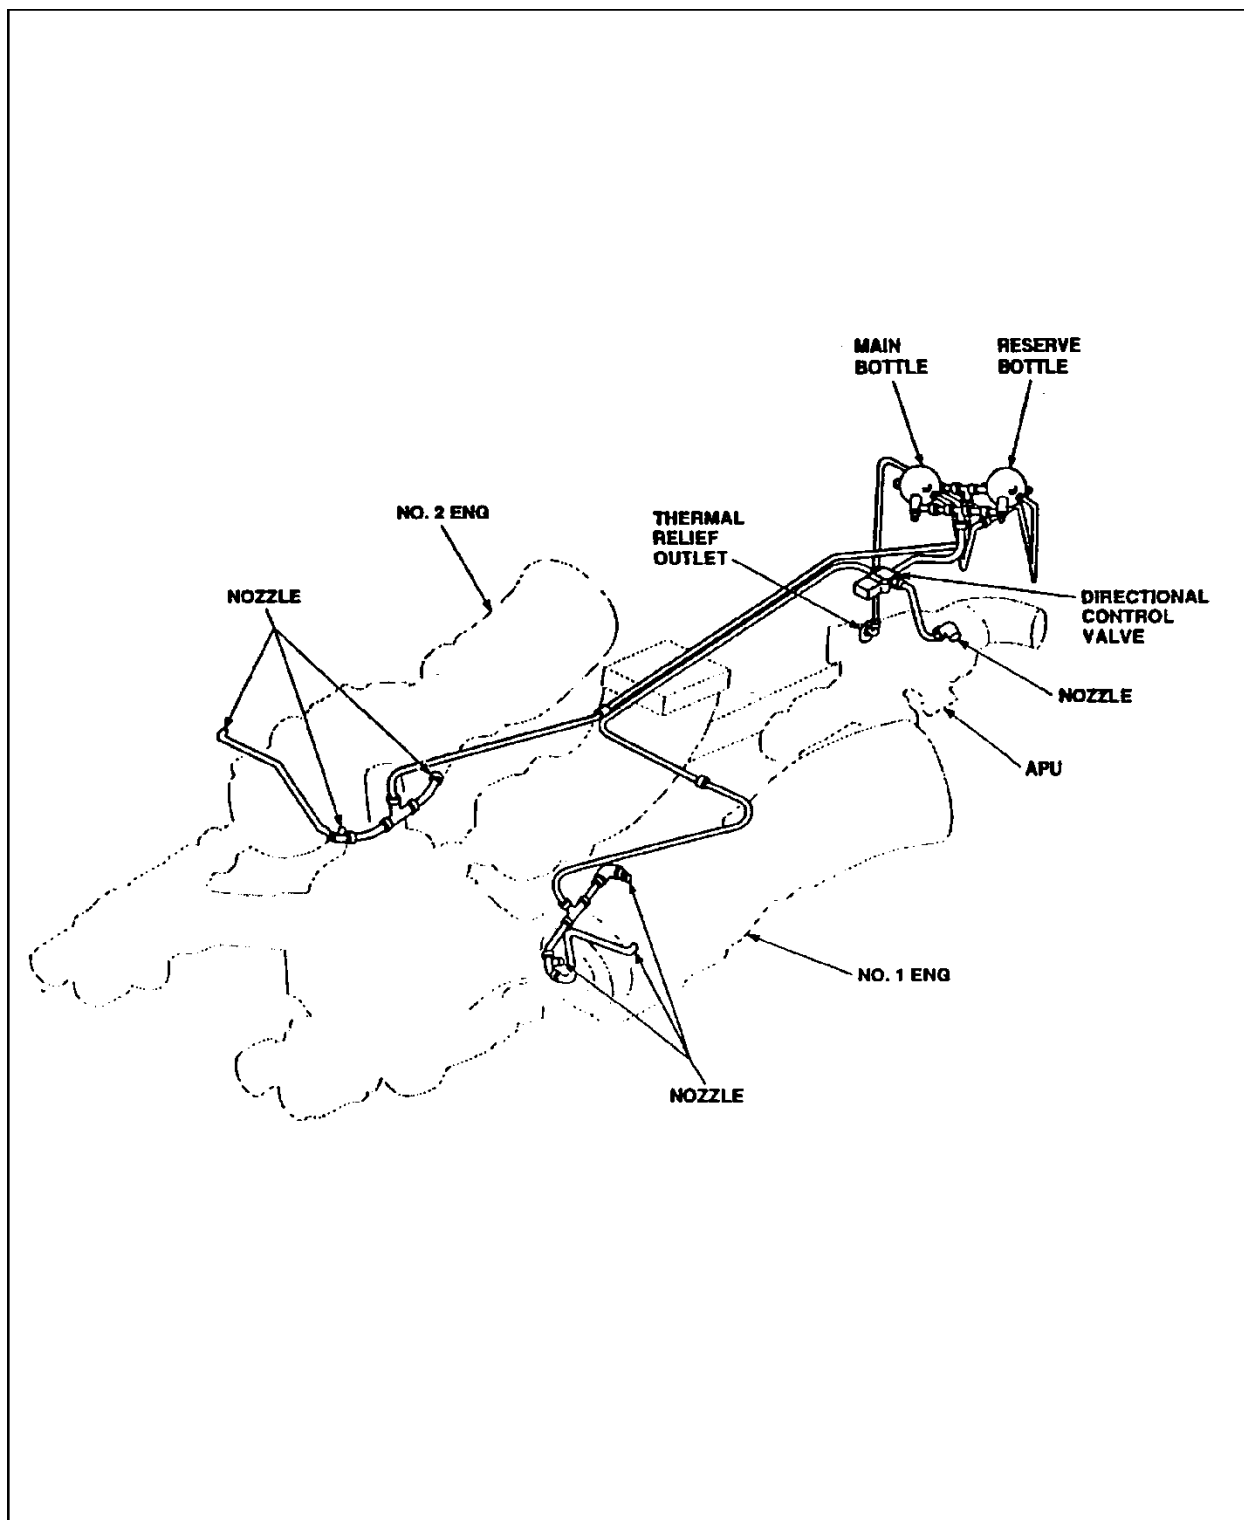 MAIN
BOTTLE
RESERVE
BOTTLE
NO. 2 ENG
THERMAL
RELIEF
OUTLET
NOZZLE
DIRECTIONAL
CONTROL
VALVE
NOZZLE
APU
NO. 1 ENG
NOZZLE